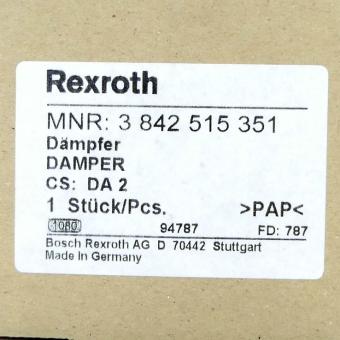 Rexroth
MNR: 3 842 515 351
Dämpfer
DAMPER
CS: DA 2
1 Stück/Pcs. >PAP<
1080 94787 FD: 787
Bosch Rexroth AG D 70442 Stuttgart
Made In Germany